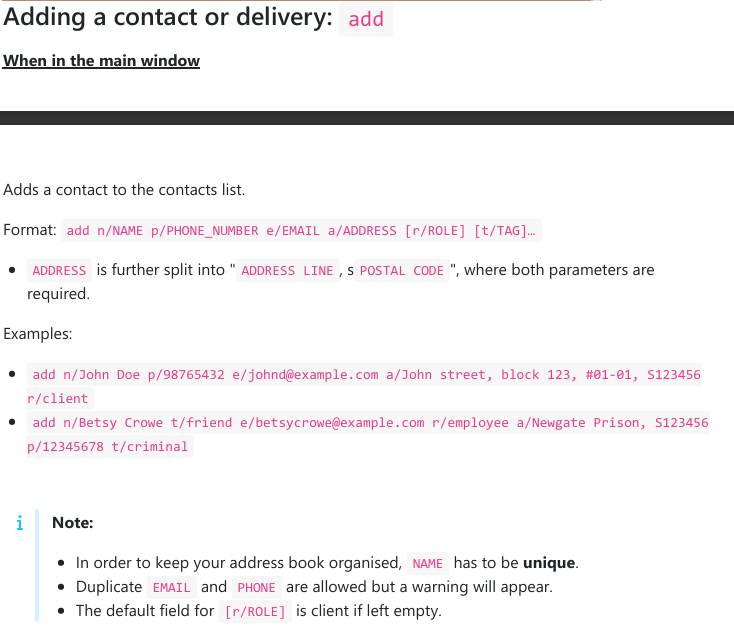 Adding a contact or delivery: add
When in the main window
Adds a contact to the contacts list.
Format: add n/NAME p/PHONE_NUMBER e/EMAIL a/ADDRESS [r/ROLE] [t/TAG]…
• ADDRESS is further split into "ADDRESS LINE, sPOSTAL CODE", where both parameters are
required.
Examples:
• add n/John Doe p/98765432 e/johnd@example.com a/John street, block 123, #01-01, S123456
r/client
• add n/Betsy Crowe t/friend e/betsycrowe@example.com r/employee a/Newgate Prison, S123456
p/12345678 t/criminal
i Note:
• In order to keep your address book organised, NAME has to be unique.
• Duplicate EMAIL and PHONE are allowed but a warning will appear.
• The default field for [r/ROLE] is client if left empty.